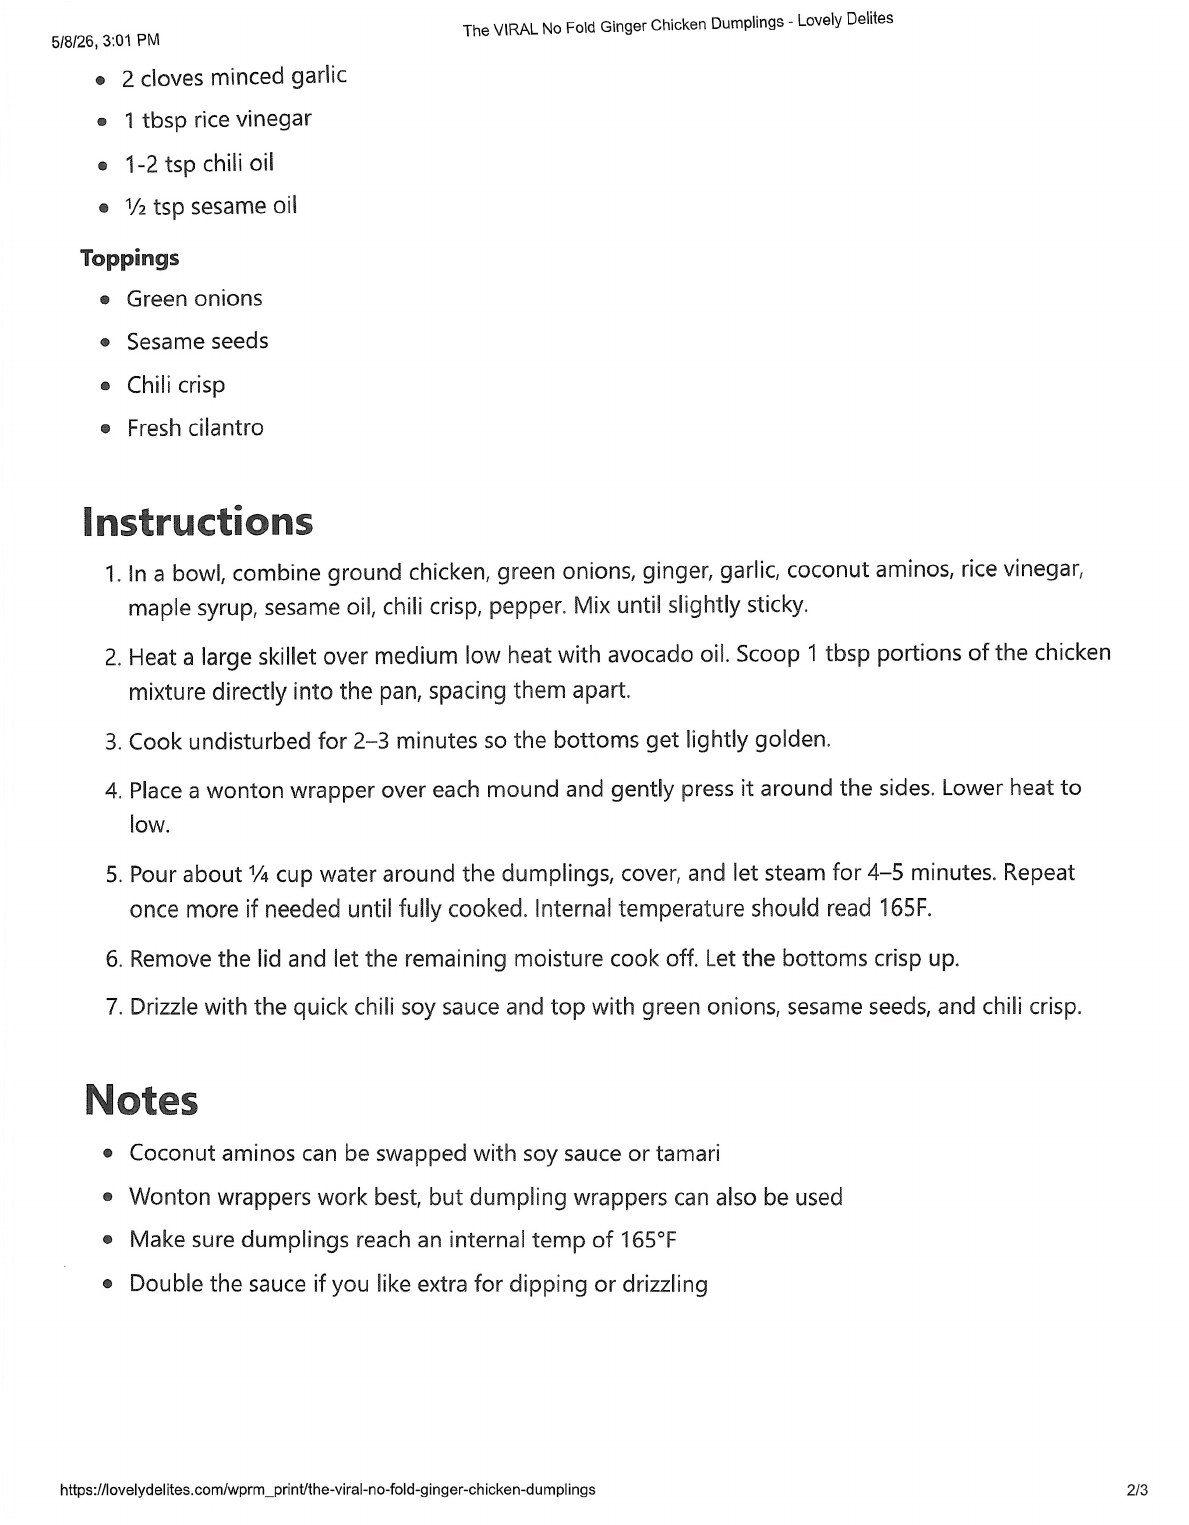 5/8/26, 3:01 PM
The VIRAL No Fold Ginger Chicken Dumplings - Lovely Delites
• 2 cloves minced garlic
• 1 tbsp rice vinegar
• 1-2 tsp chili oil
• ½ tsp sesame oil
Toppings
• Green onions
• Sesame seeds
• Chili crisp
• Fresh cilantro
Instructions
1. In a bowl, combine ground chicken, green onions, ginger, garlic, coconut aminos, rice vinegar,
maple syrup, sesame oil, chili crisp, pepper. Mix until slightly sticky.
2. Heat a large skillet over medium low heat with avocado oil. Scoop 1 tbsp portions of the chicken
mixture directly into the pan, spacing them apart.
3. Cook undisturbed for 2–3 minutes so the bottoms get lightly golden.
4. Place a wonton wrapper over each mound and gently press it around the sides. Lower heat to
low.
5. Pour about ¼ cup water around the dumplings, cover, and let steam for 4–5 minutes. Repeat
once more if needed until fully cooked. Internal temperature should read 165F.
6. Remove the lid and let the remaining moisture cook off. Let the bottoms crisp up.
7. Drizzle with the quick chili soy sauce and top with green onions, sesame seeds, and chili crisp.
Notes
• Coconut aminos can be swapped with soy sauce or tamari
• Wonton wrappers work best, but dumpling wrappers can also be used
• Make sure dumplings reach an internal temp of 165°F
• Double the sauce if you like extra for dipping or drizzling
https://lovelydelites.com/wprm_print/the-viral-no-fold-ginger-chicken-dumplings
2/3